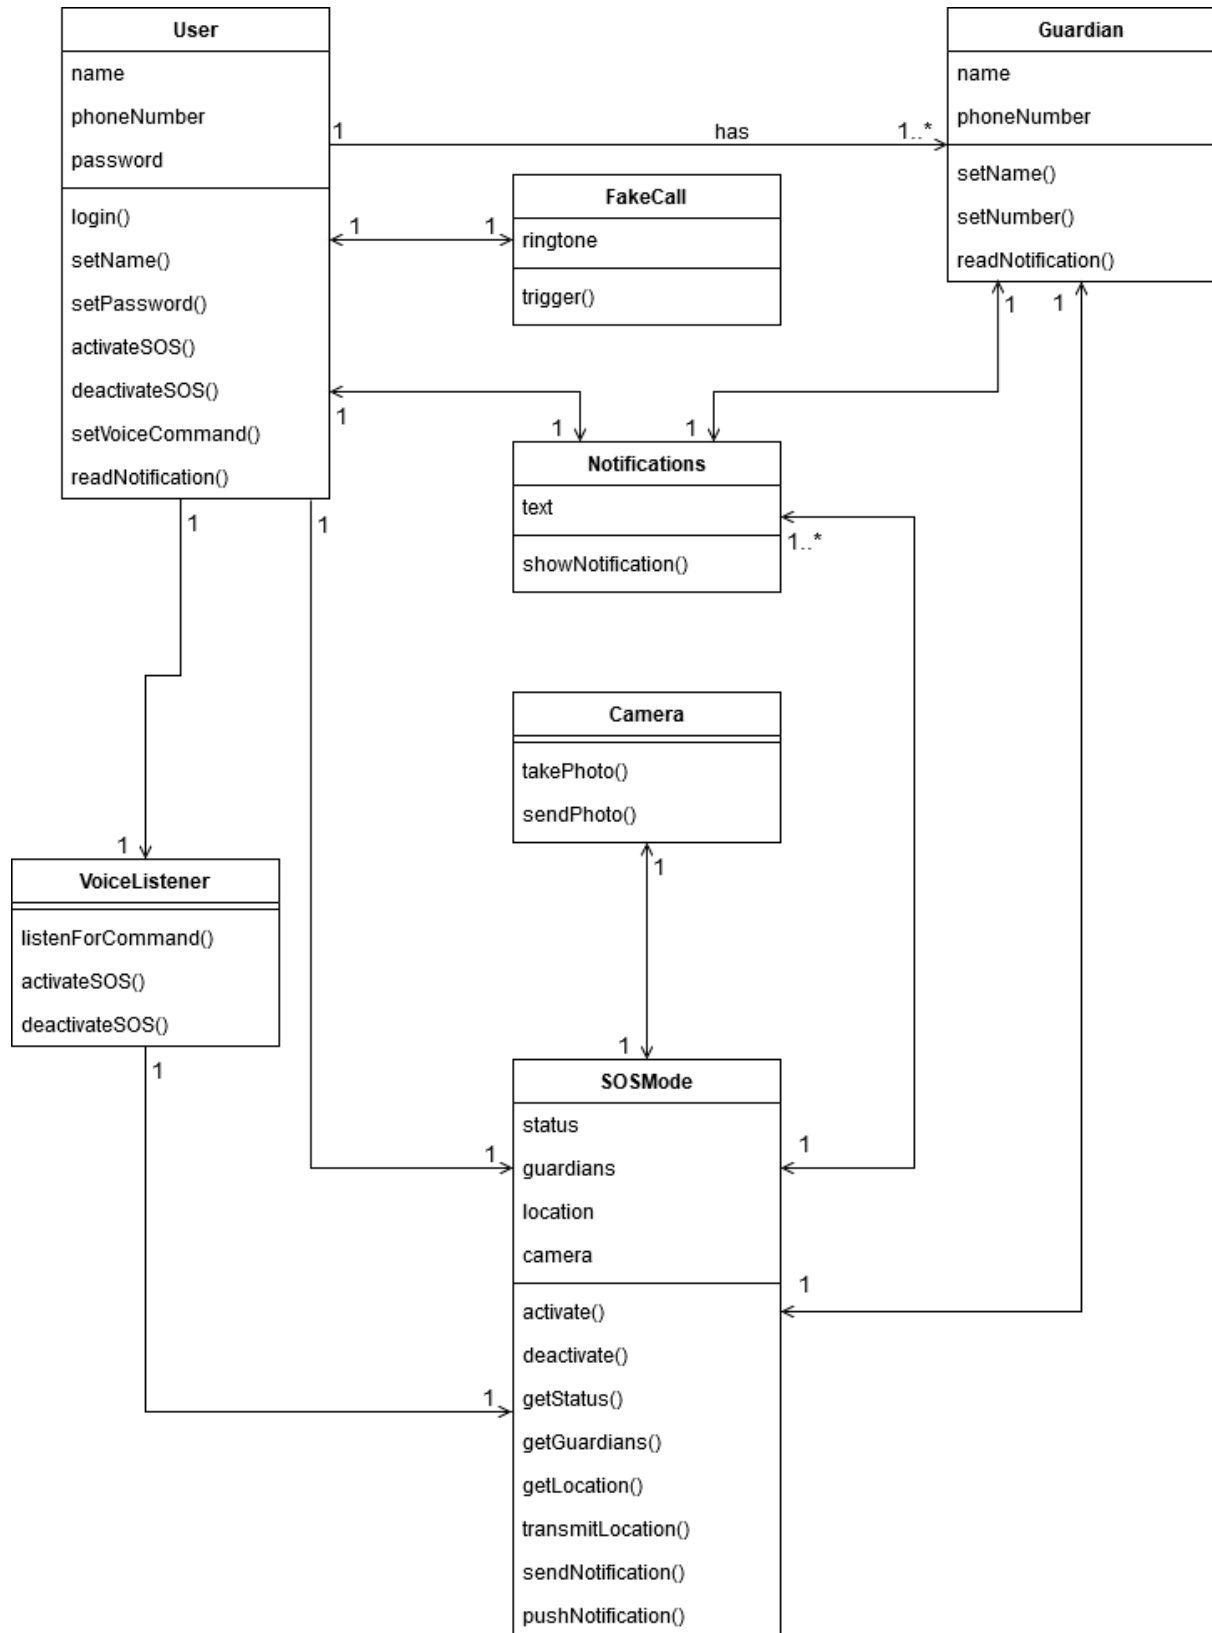 User
name
phoneNumber
password
login()
setName()
setPassword()
activateSOS()
deactivateSOS()
setVoiceCommand()
readNotification()
1
has
1..*
Guardian
name
phoneNumber
setName()
setNumber()
readNotification()
1
1
FakeCall
ringtone
trigger()
1
1
1
1
1
1
Notifications
text
showNotification()
1..*
1
1
Camera
takePhoto()
sendPhoto()
1
1
VoiceListener
listenForCommand()
activateSOS()
deactivateSOS()
1
1
SOSMode
status
guardians
location
camera
activate()
deactivate()
getStatus()
getGuardians()
getLocation()
transmitLocation()
sendNotification()
pushNotification()
1
1
1
1